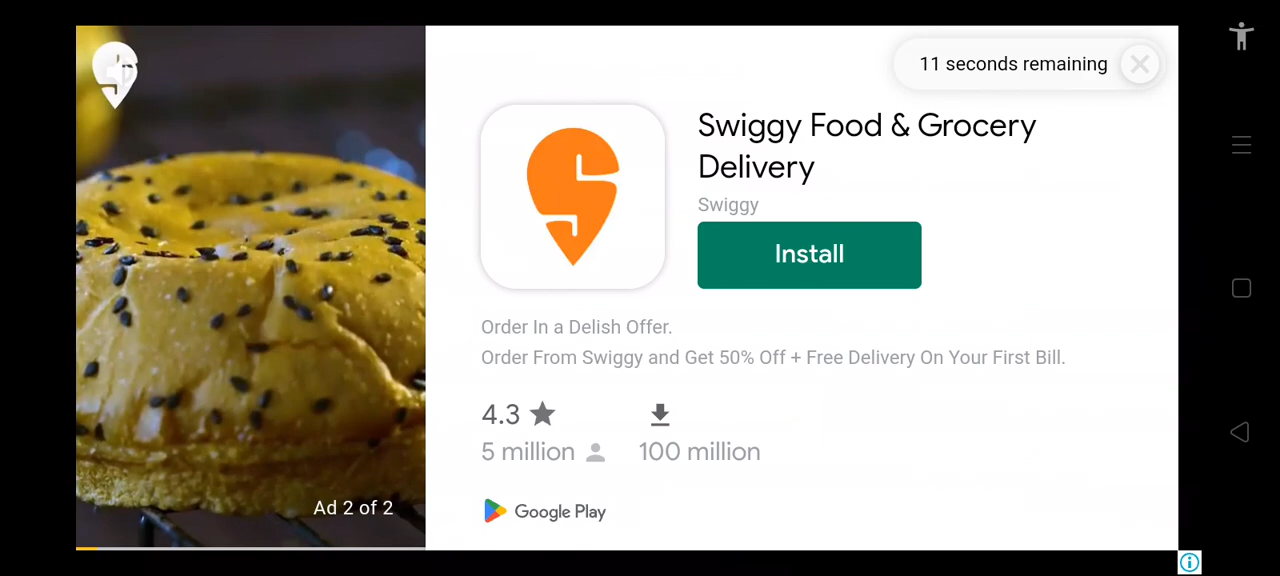 11 seconds remaining
Swiggy Food & Grocery
Delivery
Swiggy
Install
Order In a Delish Offer.
Order From Swiggy and Get 50% Off + Free Delivery On Your First Bill.
4.3
5 million
100 million
Ad 2 of 2
Google Play